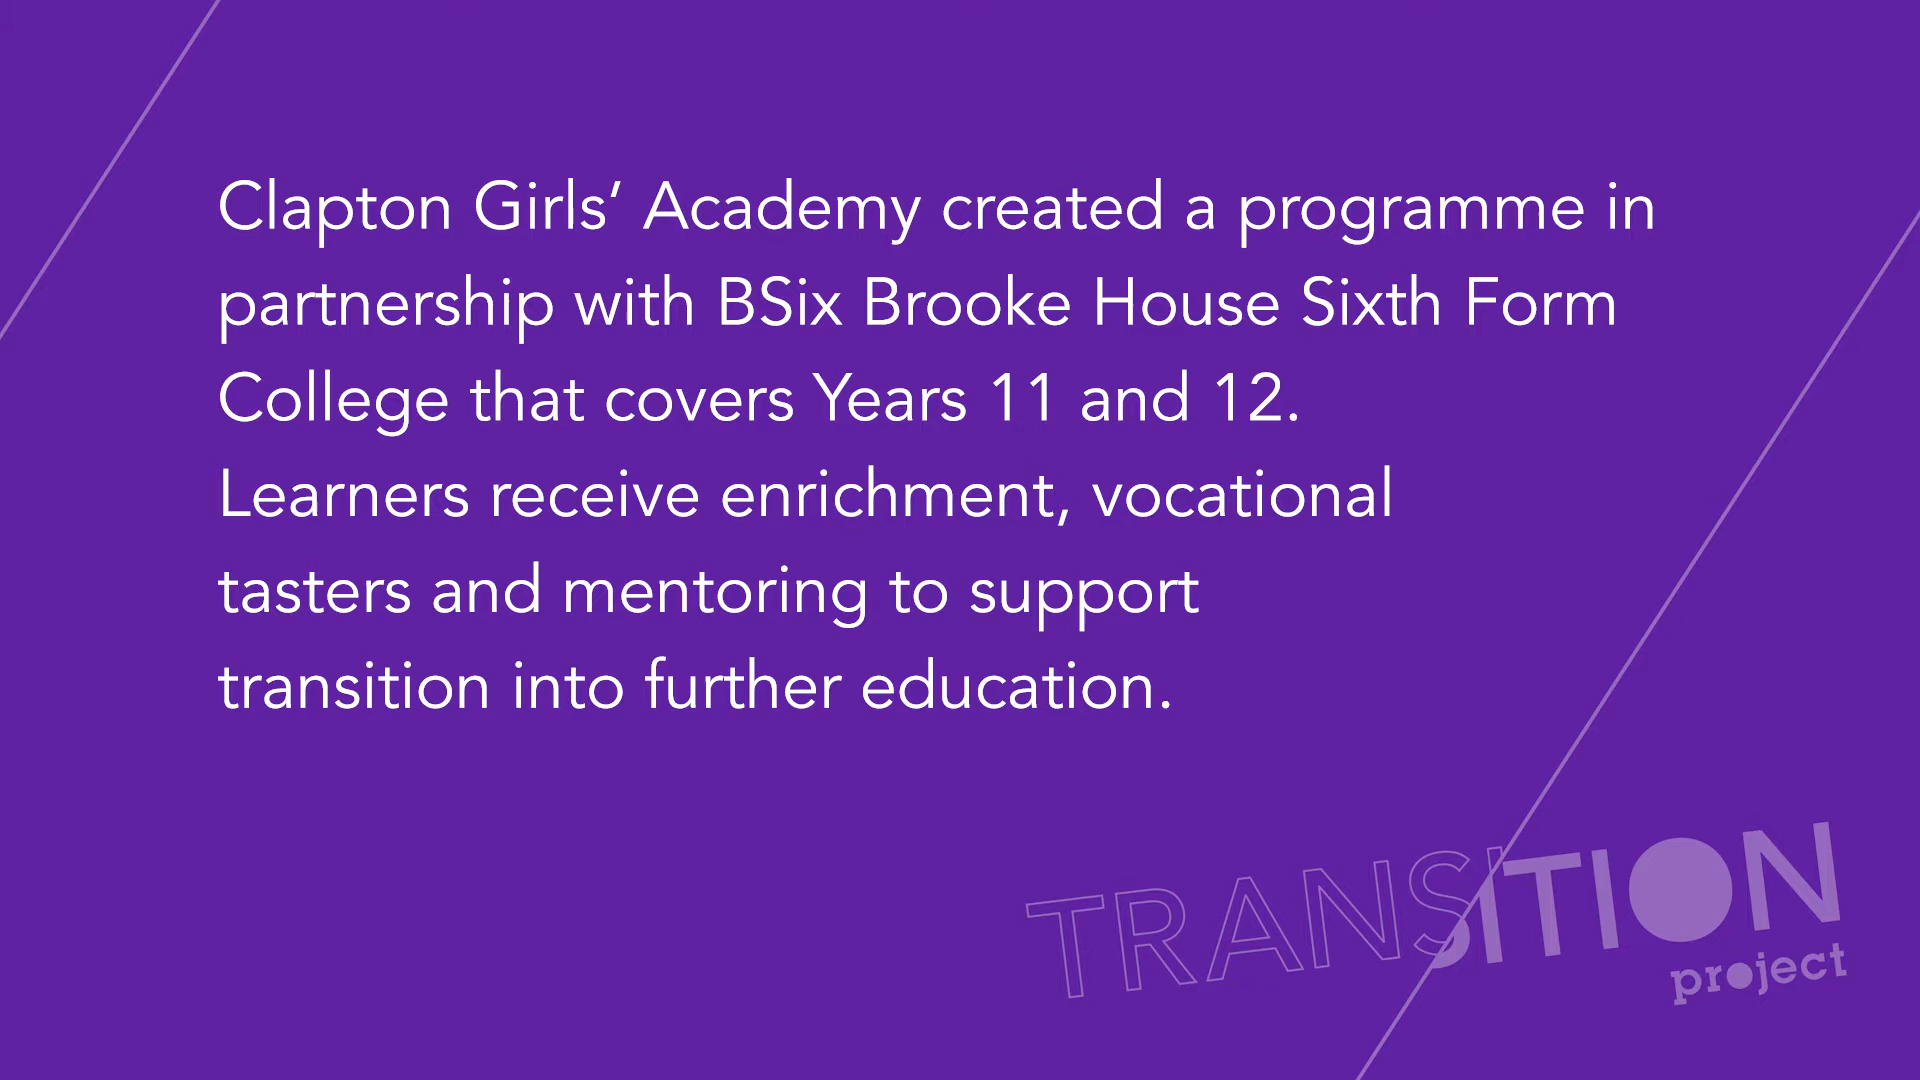 Clapton Girls‘ Academy created a programme in
partnership with BSix Brooke House Sixth Form
College that covers Years 11 and 12.
Learners receive enrichment, vocational
tasters and mentoring to support
transition into further education.
TRANSITION
project